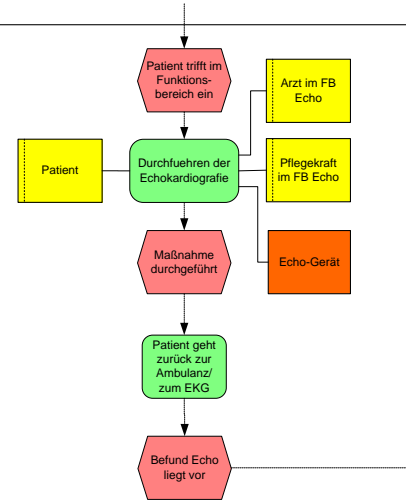 Patient trifft im
Funktions-
bereich ein
Arzt im FB
Echo
Patient
Durchfuehren der
Echokardiografie
Pflegekraft
im FB Echo
Maßnahme
durchgeführt
Echo-Gerät
Patient geht
zurück zur
Ambulanz/
zum EKG
Befund Echo
liegt vor